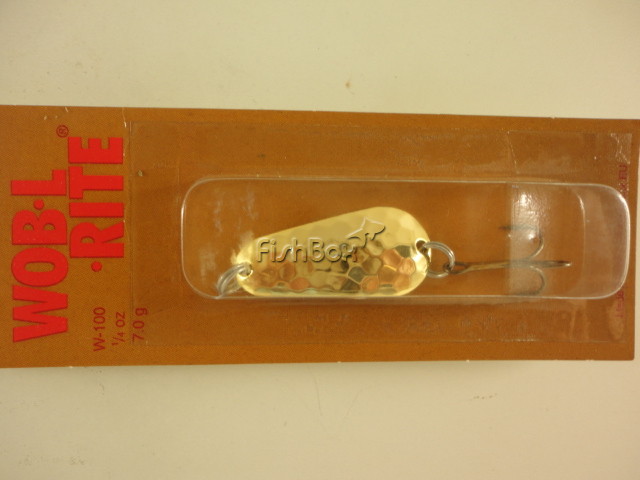 WOB·L
·RITE®
W-100
1/4 oz
7.0 g
FishBox